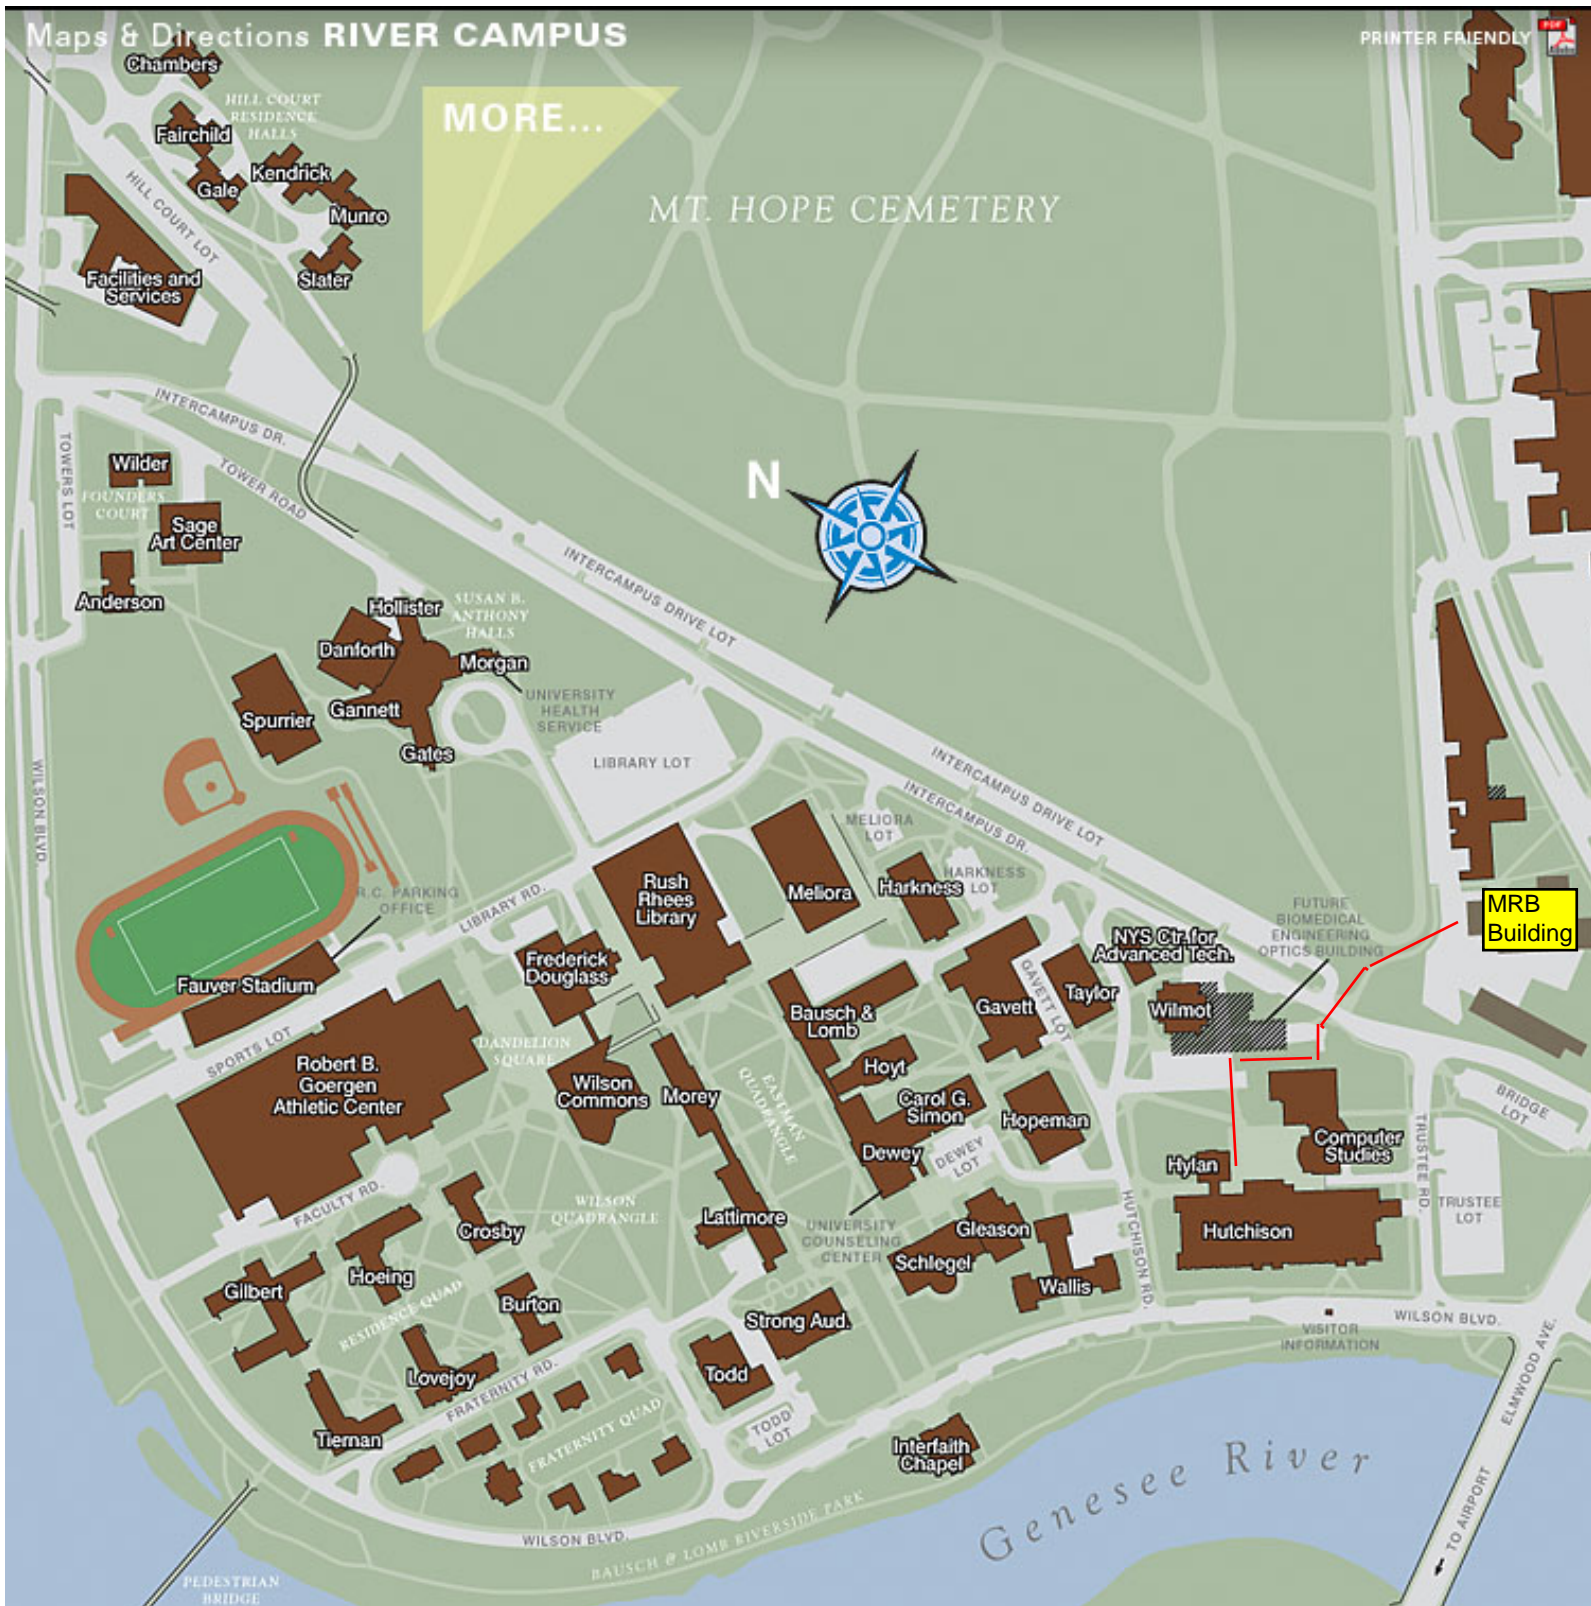 Maps & Directions RIVER CAMPUS
PRINTER FRIENDLY
PDF
Adobe
Chambers
HILL COURT
RESIDENCE
HALLS
MORE...
Fairchild
Kendrick
Gale
Munro
HILL COURT LOT
MT. HOPE CEMETERY
Slater
Facilities and
Services
INTERCAMPUS DR.
TOWERS LOT
Wilder
TOWER ROAD
N
FOUNDERS
COURT
Sage
Art Center
INTERCAMPUS DRIVE LOT
Anderson
Hollister
SUSAN B.
ANTHONY
HALLS
Danforth
Morgan
UNIVERSITY
HEALTH
SERVICE
Gannett
Spurrier
Gates
LIBRARY LOT
WILSON BLVD.
INTERCAMPUS DRIVE LOT
INTERCAMPUS DR.
MELIORA
LOT
Rush
Rhees
Library
Meliora
Harkness
HARKNESS
LOT
R.C. PARKING
OFFICE
LIBRARY RD.
FUTURE
BIOMEDICAL
ENGINEERING
OPTICS BUILDING
MRB
Building
NYS Ctr. for
Advanced Tech.
Frederick
Douglass
Fauver Stadium
GAVETT LOT
Taylor
Gavett
Wilmot
Bausch &
Lomb
SPORTS LOT
DANDELION
SQUARE
Robert B.
Goergen
Athletic Center
Wilson
Commons
Morey
EASTMAN
QUADRANGLE
Hoyt
Carol G.
Simon
Hopeman
BRIDGE
LOT
Dewey
DEWEY
LOT
Hylan
Computer
Studies
TRUSTEE RD.
FACULTY RD.
WILSON
QUADRANGLE
Lattimore
UNIVERSITY
COUNSELING
CENTER
Gleason
Schlegel
HUTCHISON RD.
Hutchison
TRUSTEE
LOT
Crosby
Hoeing
Gilbert
RESIDENCE QUAD
Burton
Wallis
Strong Aud.
VISITOR
INFORMATION
WILSON BLVD.
ELMWOOD AVE.
Lovejoy
Todd
FRATERNITY RD.
TODD
LOT
Tiernan
FRATERNITY QUAD
Interfaith
Chapel
Genesee River
TO AIRPORT
WILSON BLVD.
BAUSCH & LOMB RIVERSIDE PARK
PEDESTRIAN
BRIDGE